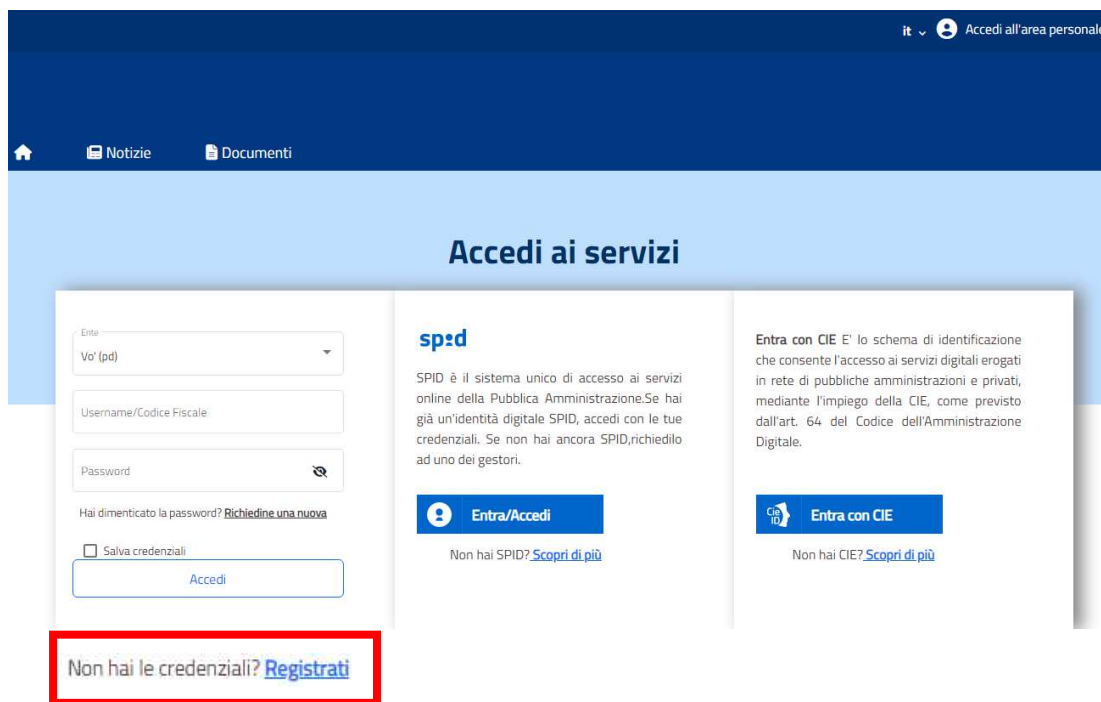 it Accedi all'area personale
Notizie Documenti
Accedi ai servizi
Ente
Vo' (pd)
Username/Codice Fiscale
Password
Hai dimenticato la password? Richiedine una nuova
Salva credenziali
Accedi
Non hai le credenziali? Registrati
spid
SPID è il sistema unico di accesso ai servizi
online della Pubblica Amministrazione.Se hai
già un'identità digitale SPID, accedi con le tue
credenziali. Se non hai ancora SPID,richiedilo
ad uno dei gestori.
Entra/Accedi
Non hai SPID? Scopri di più
Entra con CIE E' lo schema di identificazione
che consente l'accesso ai servizi digitali erogati
in rete di pubbliche amministrazioni e privati,
mediante l'impiego della CIE, come previsto
dall'art. 64 del Codice dell'Amministrazione
Digitale.
Cie
ID
Entra con CIE
Non hai CIE? Scopri di più